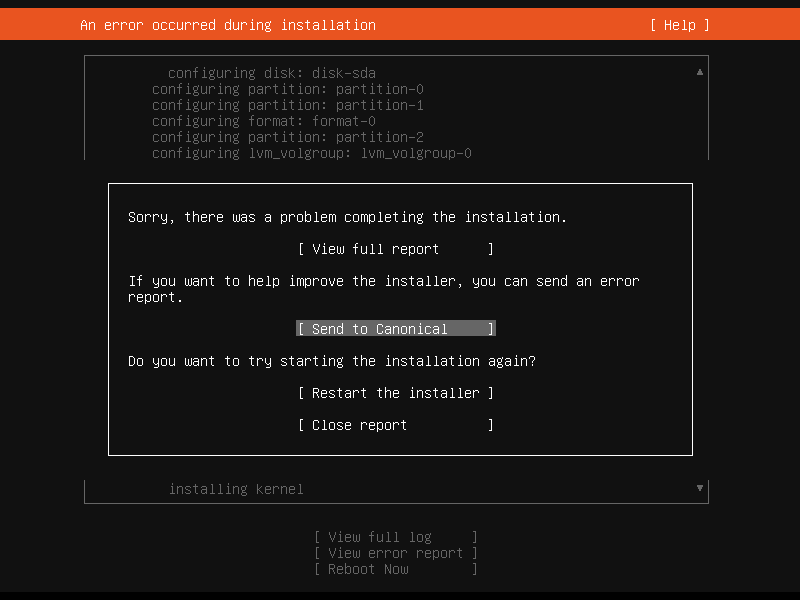 An error occurred during installation [ Help ]
configuring disk: disk-sda ▲
configuring partition: partition-0
configuring partition: partition-1
configuring format: format-0
configuring partition: partition-2
configuring lvm_volgroup: lvm_volgroup-0
Sorry, there was a problem completing the installation.
[ View full report ]
If you want to help improve the installer, you can send an error
report.
[ Send to Canonical ]
Do you want to try starting the installation again?
[ Restart the installer ]
[ Close report ]
installing kernel ▼
[ View full log ]
[ View error report ]
[ Reboot Now ]